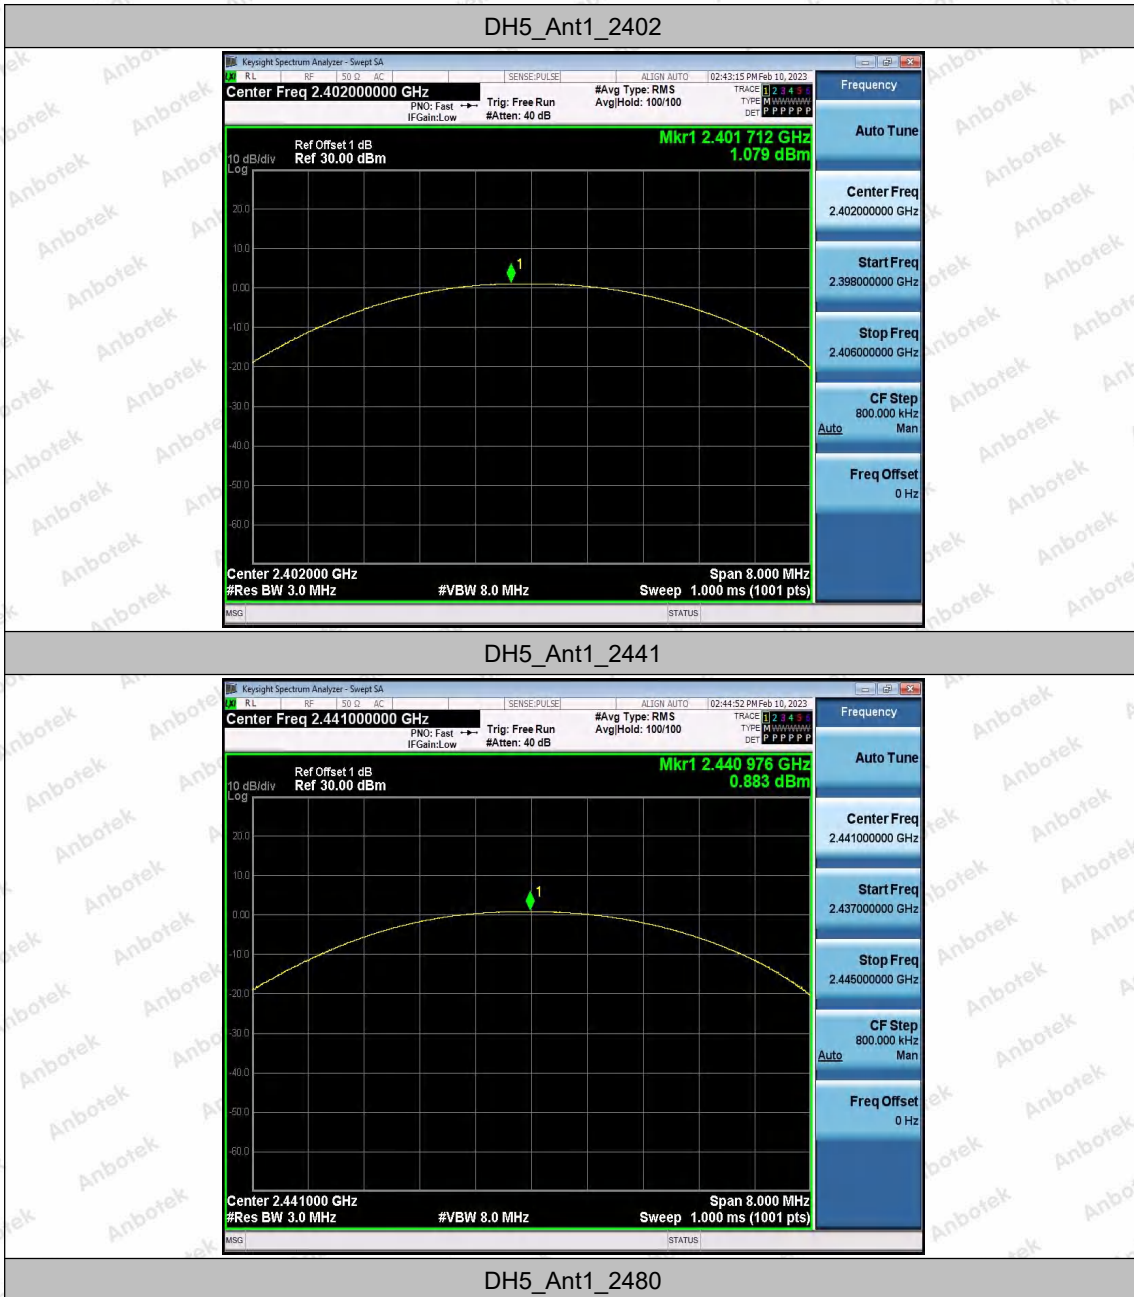 DH5_Ant1_2402
Keysight Spectrum Analyzer - Swept SA
RL RF 50 Ω AC SENSE:PULSE ALIGN AUTO 02:43:15 PM Feb 10, 2023
Center Freq 2.402000000 GHz
PNO: Fast
IFGain:Low
Trig: Free Run
#Atten: 40 dB
#Avg Type: RMS
Avg|Hold: 100/100
TRACE 1 2 3 4 5 6
TYPE M WWWWW
DET P P P P P P
Ref Offset 1 dB
10 dB/div Ref 30.00 dBm
Log
Mkr1 2.401 712 GHz
1.079 dBm
1
20.0
10.0
0.00
-10.0
-20.0
-30.0
-40.0
-50.0
-60.0
Center 2.402000 GHz Span 8.000 MHz
#Res BW 3.0 MHz #VBW 8.0 MHz Sweep 1.000 ms (1001 pts)
MSG STATUS
Frequency
Auto Tune
Center Freq
2.402000000 GHz
Start Freq
2.398000000 GHz
Stop Freq
2.406000000 GHz
CF Step
800.000 kHz
Auto Man
Freq Offset
0 Hz
DH5_Ant1_2441
Keysight Spectrum Analyzer - Swept SA
RL RF 50 Ω AC SENSE:PULSE ALIGN AUTO 02:44:52 PM Feb 10, 2023
Center Freq 2.441000000 GHz
PNO: Fast
IFGain:Low
Trig: Free Run
#Atten: 40 dB
#Avg Type: RMS
Avg|Hold: 100/100
TRACE 1 2 3 4 5 6
TYPE M WWWWW
DET P P P P P P
Ref Offset 1 dB
10 dB/div Ref 30.00 dBm
Log
Mkr1 2.440 976 GHz
0.883 dBm
1
20.0
10.0
0.00
-10.0
-20.0
-30.0
-40.0
-50.0
-60.0
Center 2.441000 GHz Span 8.000 MHz
#Res BW 3.0 MHz #VBW 8.0 MHz Sweep 1.000 ms (1001 pts)
MSG STATUS
Frequency
Auto Tune
Center Freq
2.441000000 GHz
Start Freq
2.437000000 GHz
Stop Freq
2.445000000 GHz
CF Step
800.000 kHz
Auto Man
Freq Offset
0 Hz
DH5_Ant1_2480